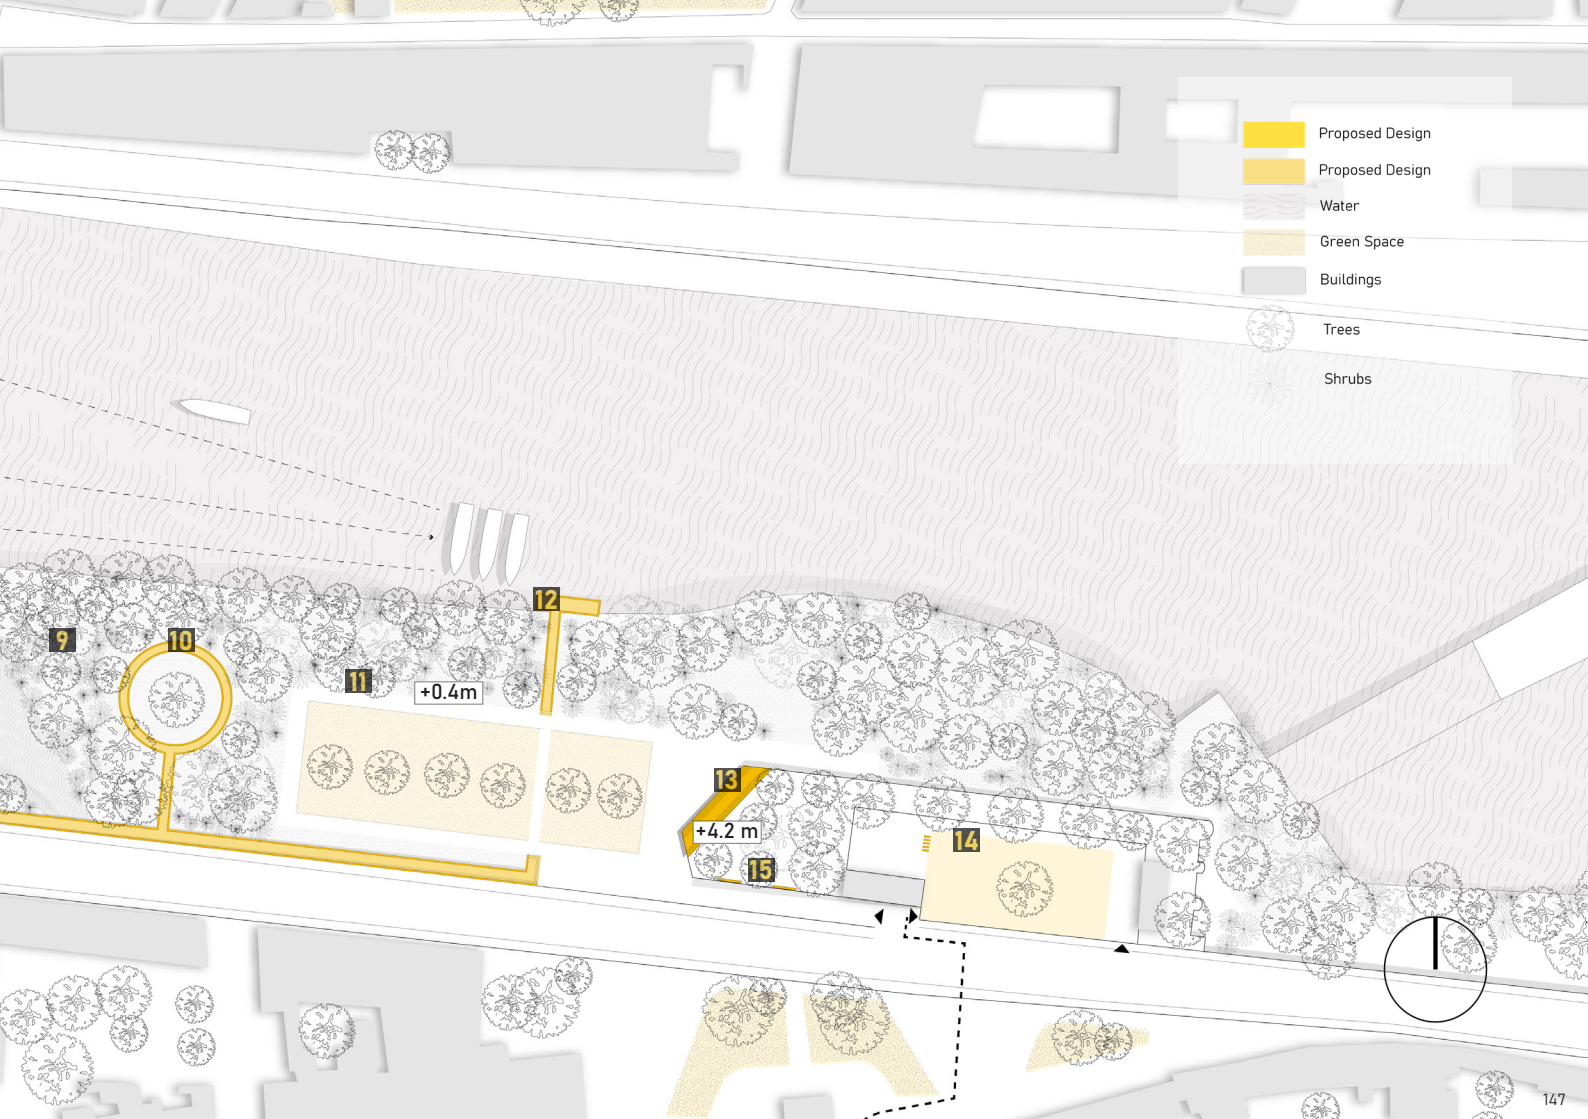 Proposed Design
Proposed Design
Water
Green Space
Buildings
Trees
Shrubs
12
9
10
11
+0.4m
13
+4.2 m
14
15
147